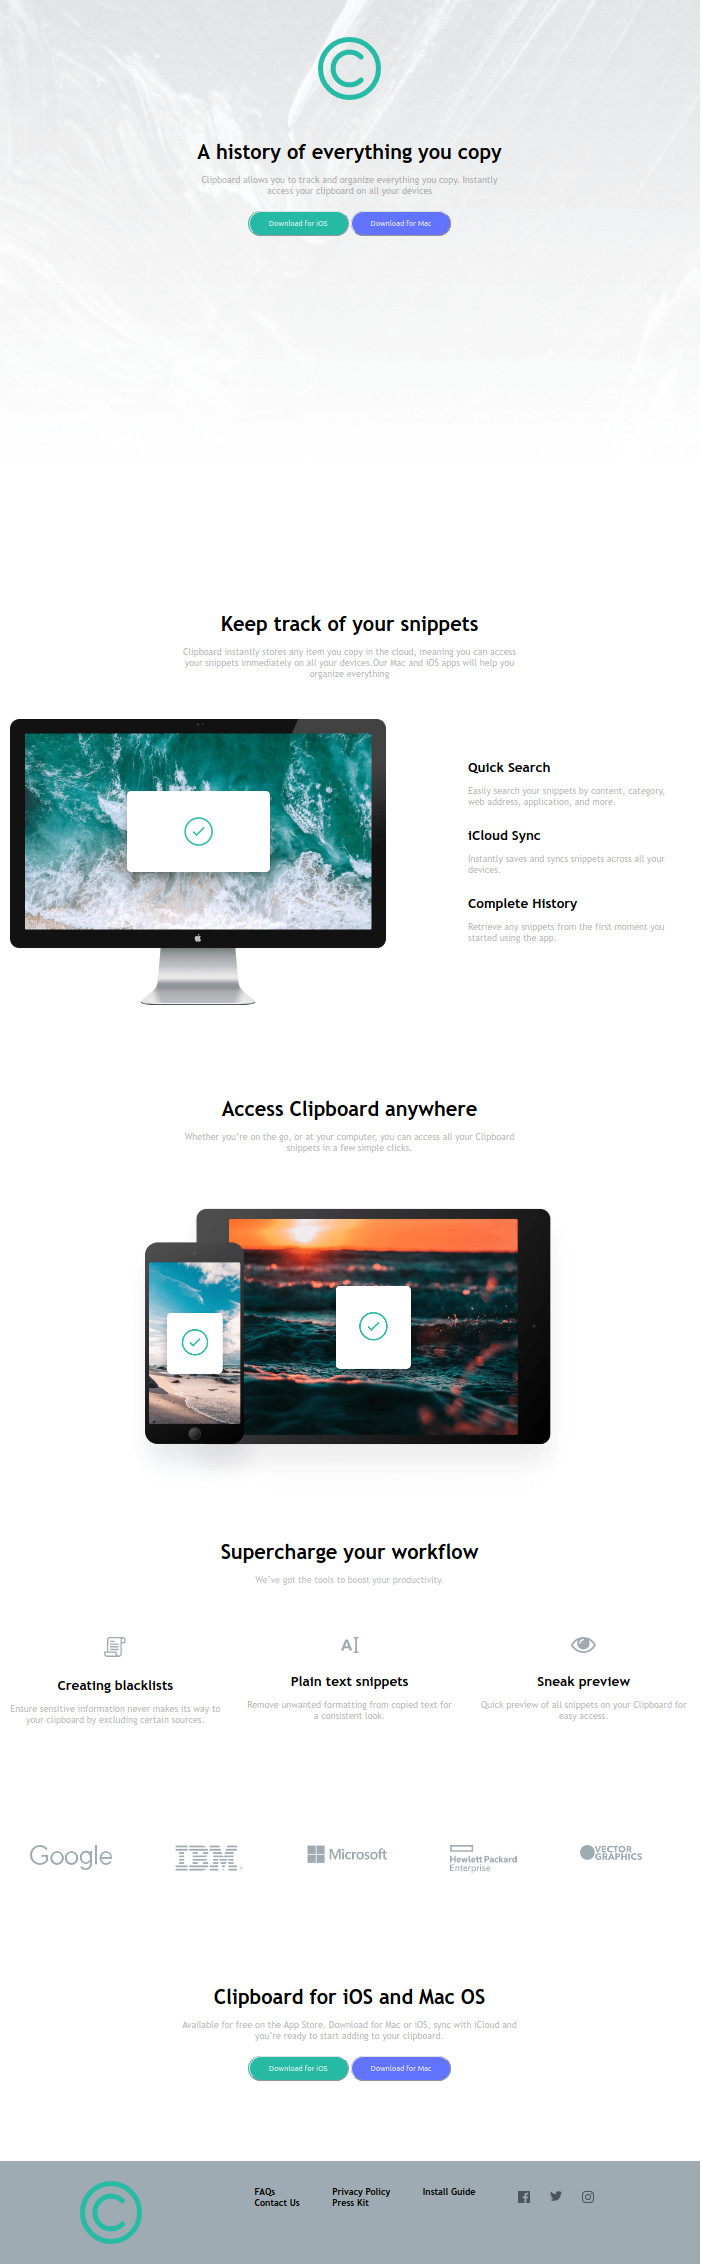 A history of everything you copy
Clipboard allows you to track and organize everything you copy. Instantly
access your clipboard on all your devices
Download for iOS
Download for Mac
Keep track of your snippets
Clipboard instantly stores any item you copy in the cloud, meaning you can access
your snippets immediately on all your devices.Our Mac and iOS apps will help you
organize everything
Quick Search
Easily search your snippets by content, category,
web address, application, and more.
iCloud Sync
Instantly saves and syncs snippets across all your
devices.
Complete History
Retrieve any snippets from the first moment you
started using the app.
Access Clipboard anywhere
Whether you're on the go, or at your computer, you can access all your Clipboard
snippets in a few simple clicks.
Supercharge your workflow
We've got the tools to boost your productivity.
Creating blacklists
Ensure sensitive information never makes its way to
your clipboard by excluding certain sources.
AI
Plain text snippets
Remove unwanted formatting from copied text for
a consistent look.
Sneak preview
Quick preview of all snippets on your Clipboard for
easy access.
Google
IBM
Microsoft
Hewlett Packard
Enterprise
VECTOR
GRAPHICS
Clipboard for iOS and Mac OS
Available for free on the App Store. Download for Mac or iOS, sync with iCloud and
you're ready to start adding to your clipboard.
Download for iOS
Download for Mac
FAQs
Contact Us
Privacy Policy
Press Kit
Install Guide